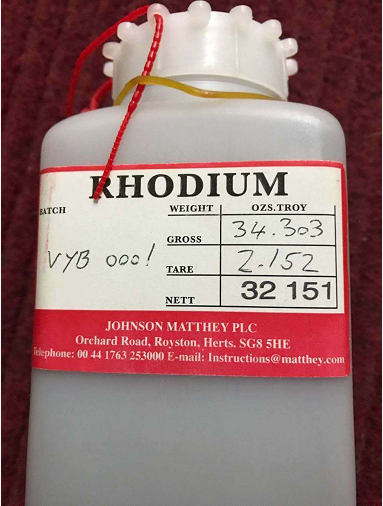 RHODIUM
BATCH WEIGHT OZS.TROY
GROSS 34.303
VYB 000!
TARE 2.152
NETT 32 151
JOHNSON MATTHEY PLC
Orchard Road, Royston, Herts. SG8 5HE
Telephone: 00 44 1763 253000 E-mail: Instructions@matthey.com